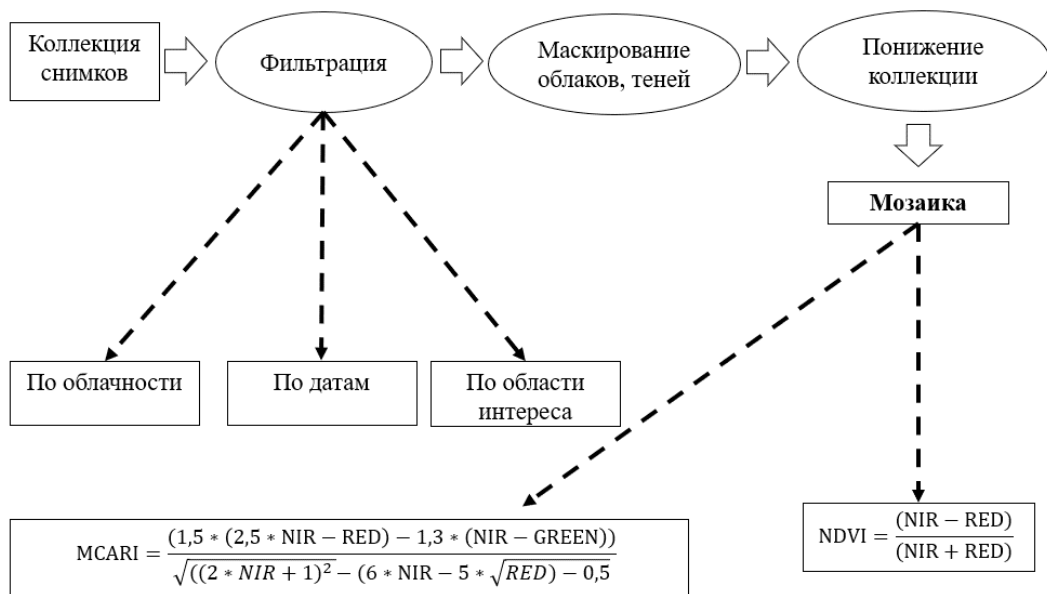 Коллекция
снимков
Фильтрация
Маскирование
облаков, теней
Понижение
коллекции
Мозаика
По облачности
По датам
По области
интереса
MCARI = (1,5 ∗ (2,5 ∗ NIR − RED) − 1,3 ∗ (NIR − GREEN)) / √((2 ∗ NIR + 1)² − (6 ∗ NIR − 5 ∗ √RED) − 0,5
NDVI = (NIR − RED) / (NIR + RED)